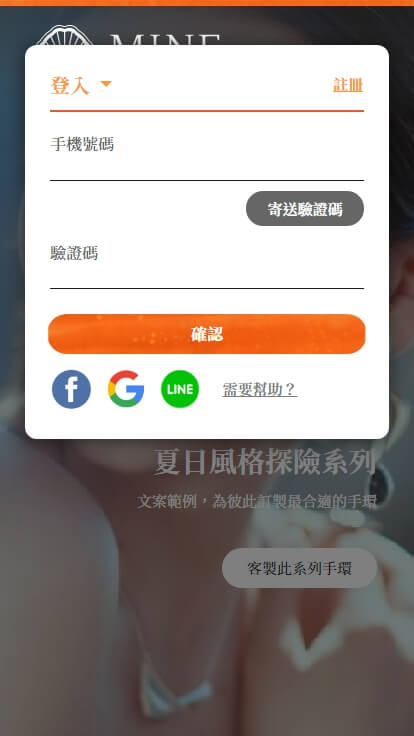 MINE
登入
註冊
手機號碼
寄送驗證碼
驗證碼
確認
f
G
LINE
需要幫助？
夏日風格探險系列
文案範例，為彼此訂製最合適的手環
客製此系列手環